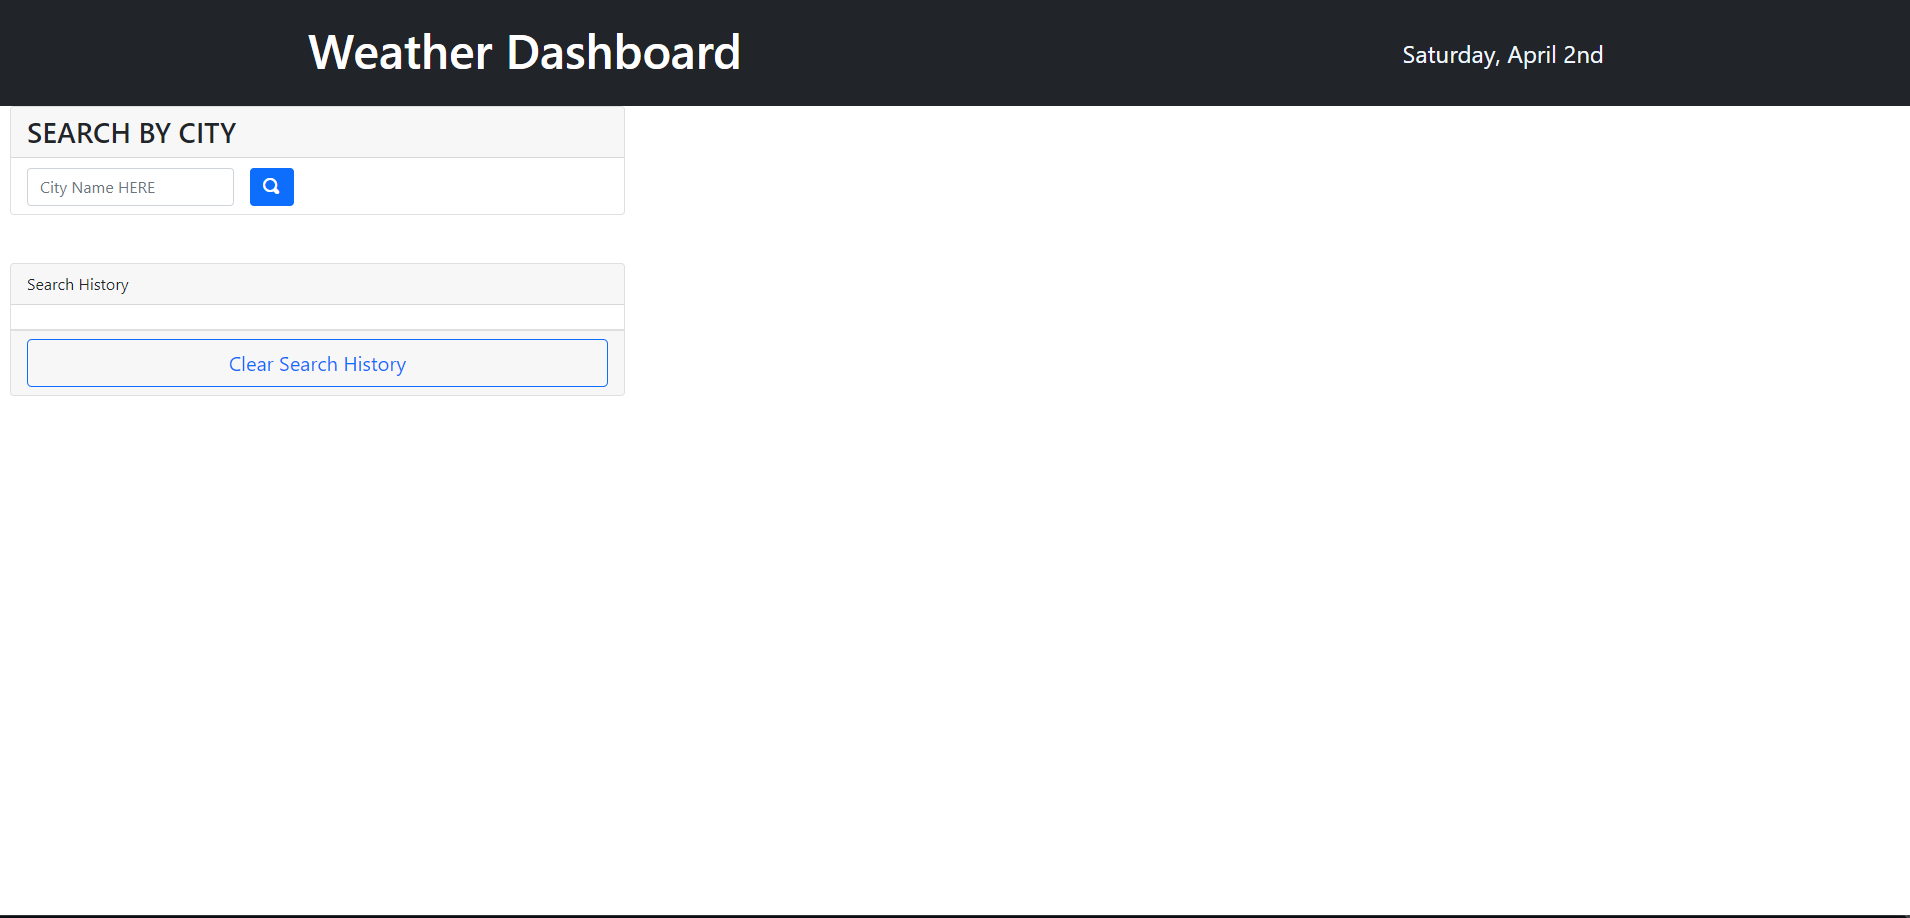 Weather Dashboard
Saturday, April 2nd
SEARCH BY CITY
City Name HERE
Search History
Clear Search History